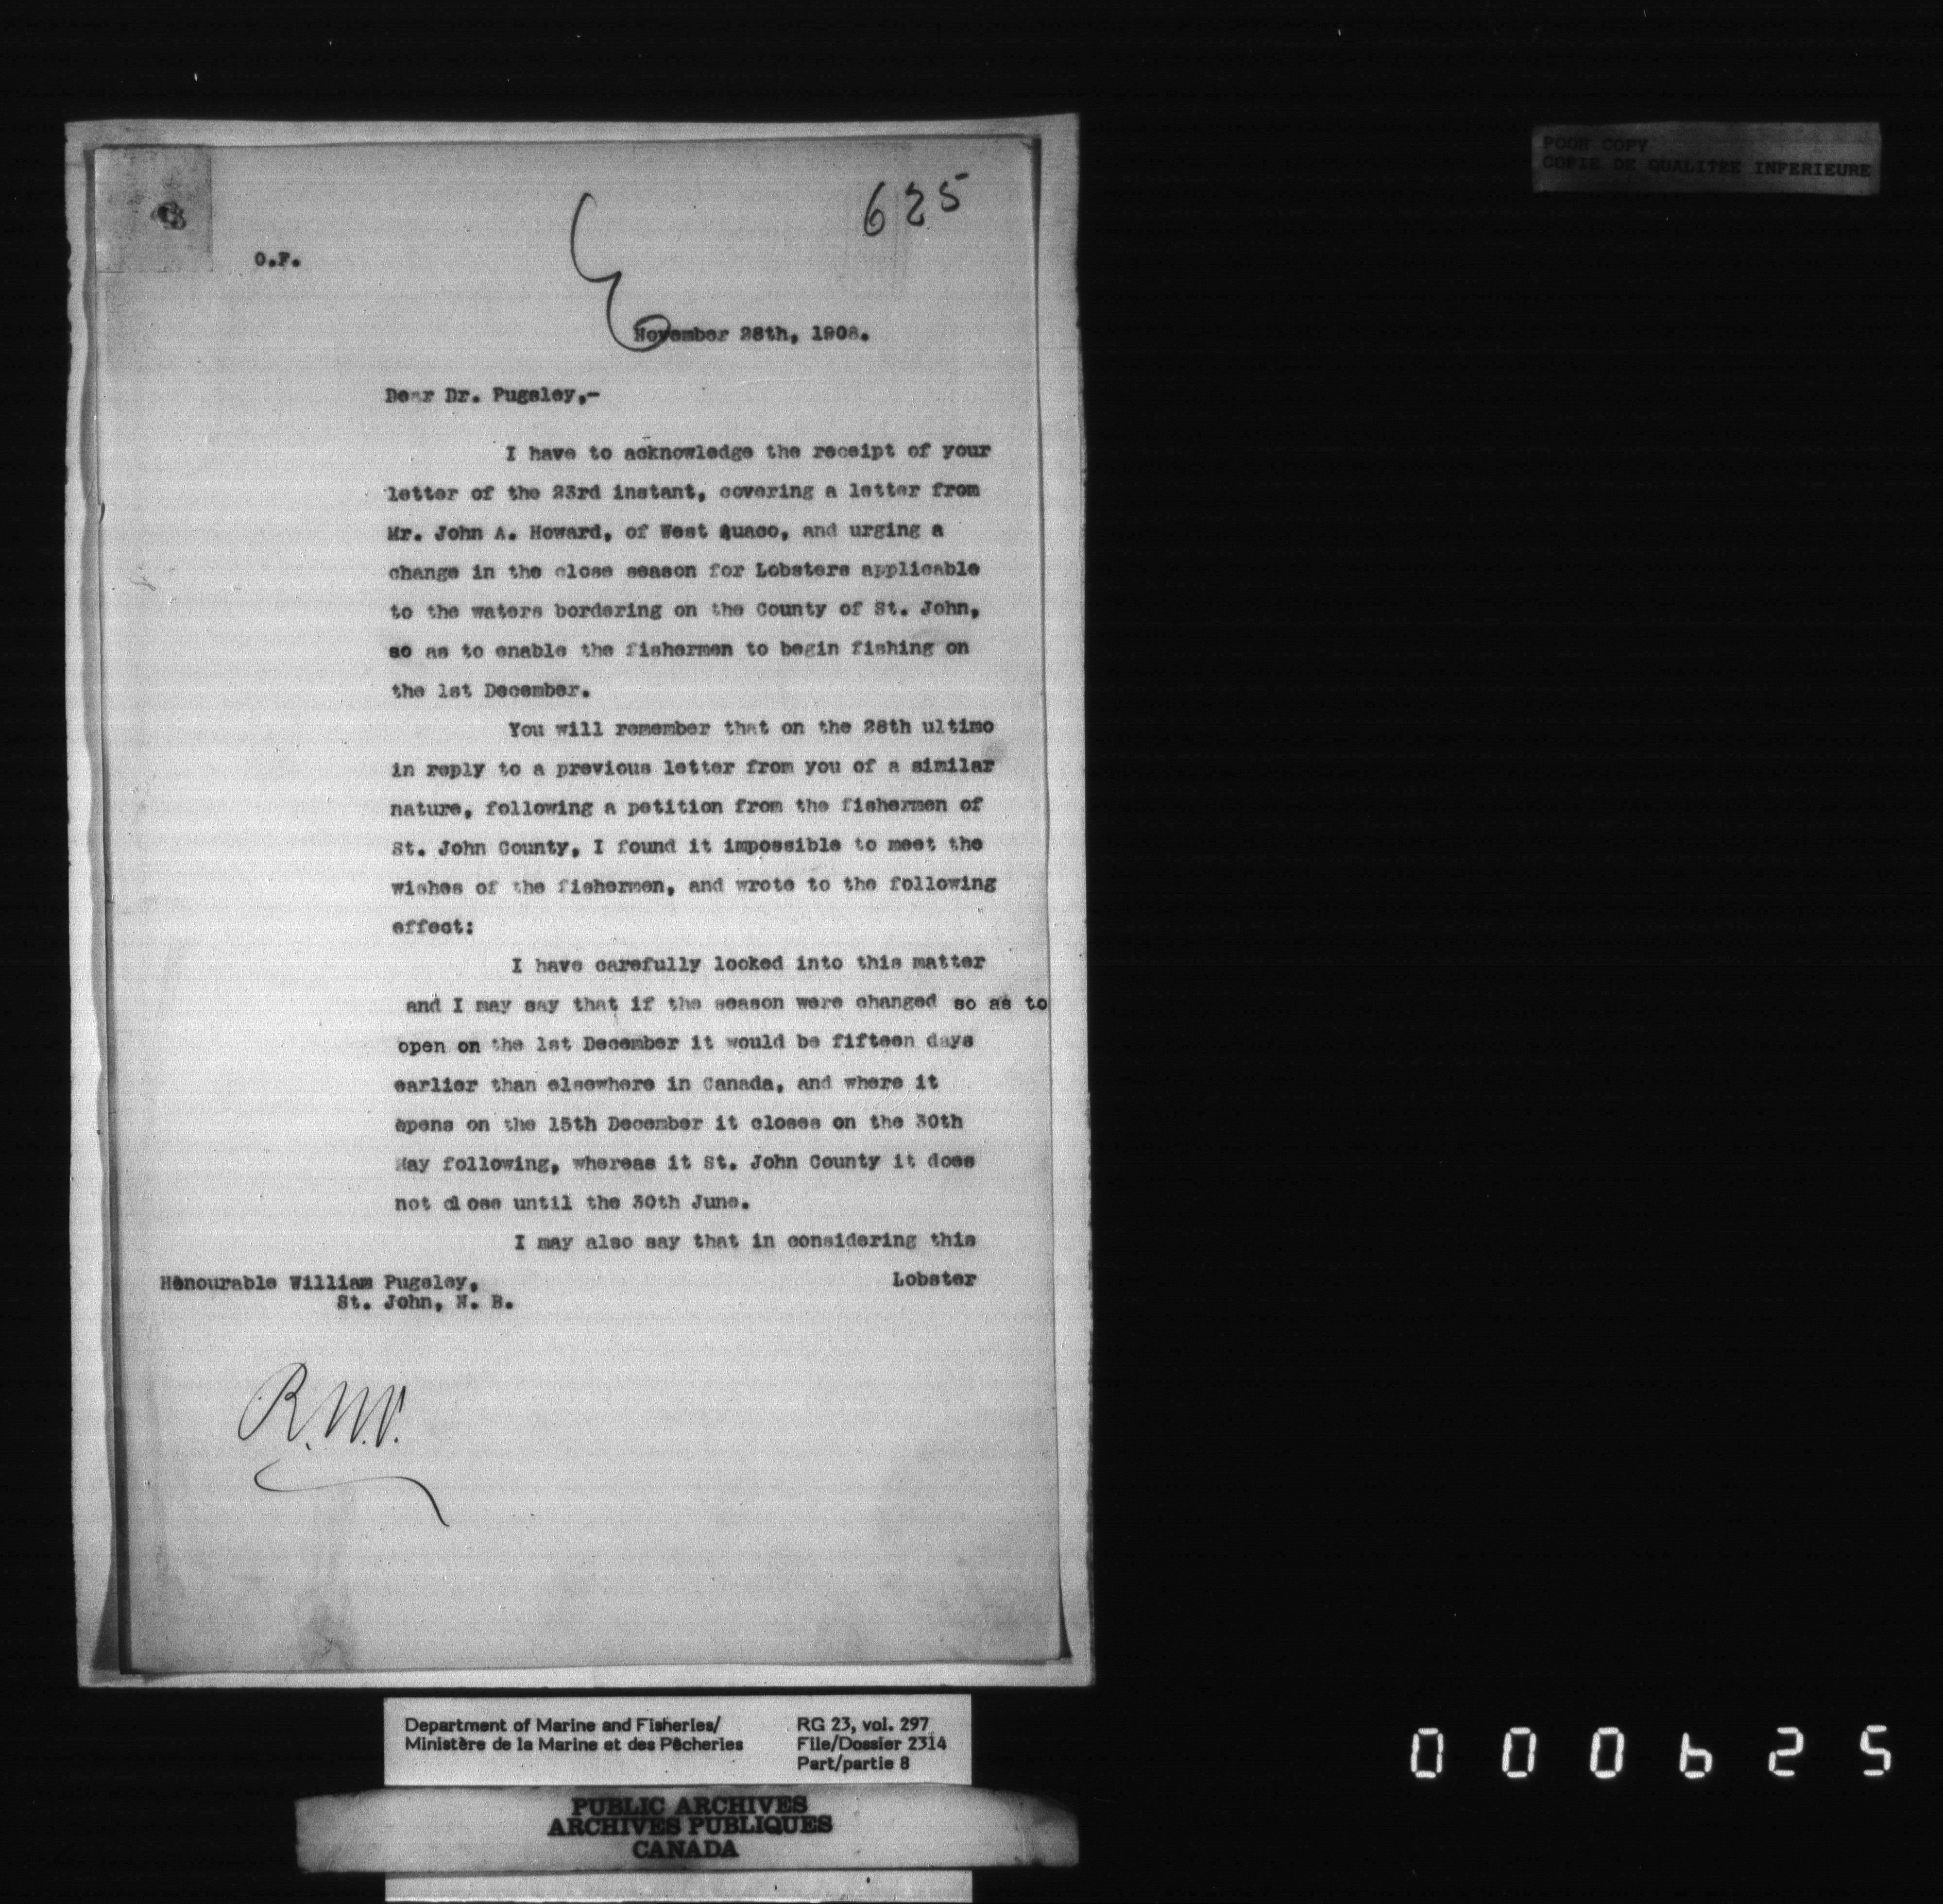 POOR COPY
COPIE DE QUALITEE INFERIEURE
625
O.F.
November 28th, 1908.
Dear Dr. Pugsley,-
I have to acknowledge the receipt of your
letter of the 23rd instant, covering a letter from
Mr. John A. Howard, of West Quaco, and urging a
change in the close season for Lobsters applicable
to the waters bordering on the County of St. John,
so as to enable the fishermen to begin fishing on
the 1st December.
You will remember that on the 28th ultimo
in reply to a previous letter from you of a similar
nature, following a petition from the fishermen of
St. John County, I found it impossible to meet the
wishes of the fishermen, and wrote to the following
effect:
I have carefully looked into this matter
and I may say that if the season were changed so as to
open on the 1st December it would be fifteen days
earlier than elsewhere in Canada, and where it
opens on the 15th December it closes on the 30th
May following, whereas it St. John County it does
not close until the 30th June.
I may also say that in considering this
Lobster
Honourable William Pugsley,
St. John, N. B.
Department of Marine and Fisheries/
Ministère de la Marine et des Pêcheries
RG 23, vol. 297
File/Dossier 2314
Part/partie 8
PUBLIC ARCHIVES
ARCHIVES PUBLIQUES
CANADA
000625